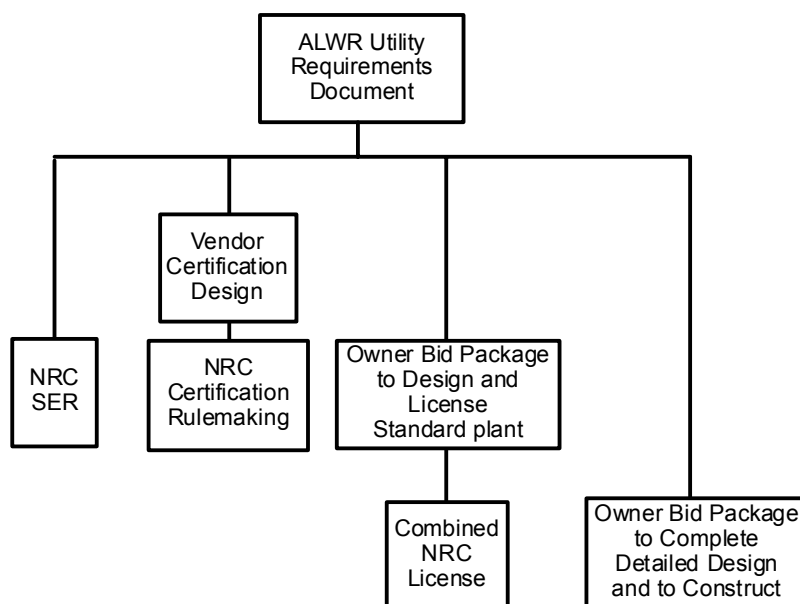 ALWR Utility
Requirements
Document
Vendor
Certification
Design
NRC
SER
NRC
Certification
Rulemaking
Owner Bid Package
to Design and
License
Standard plant
Combined
NRC
License
Owner Bid Package
to Complete
Detailed Design
and to Construct